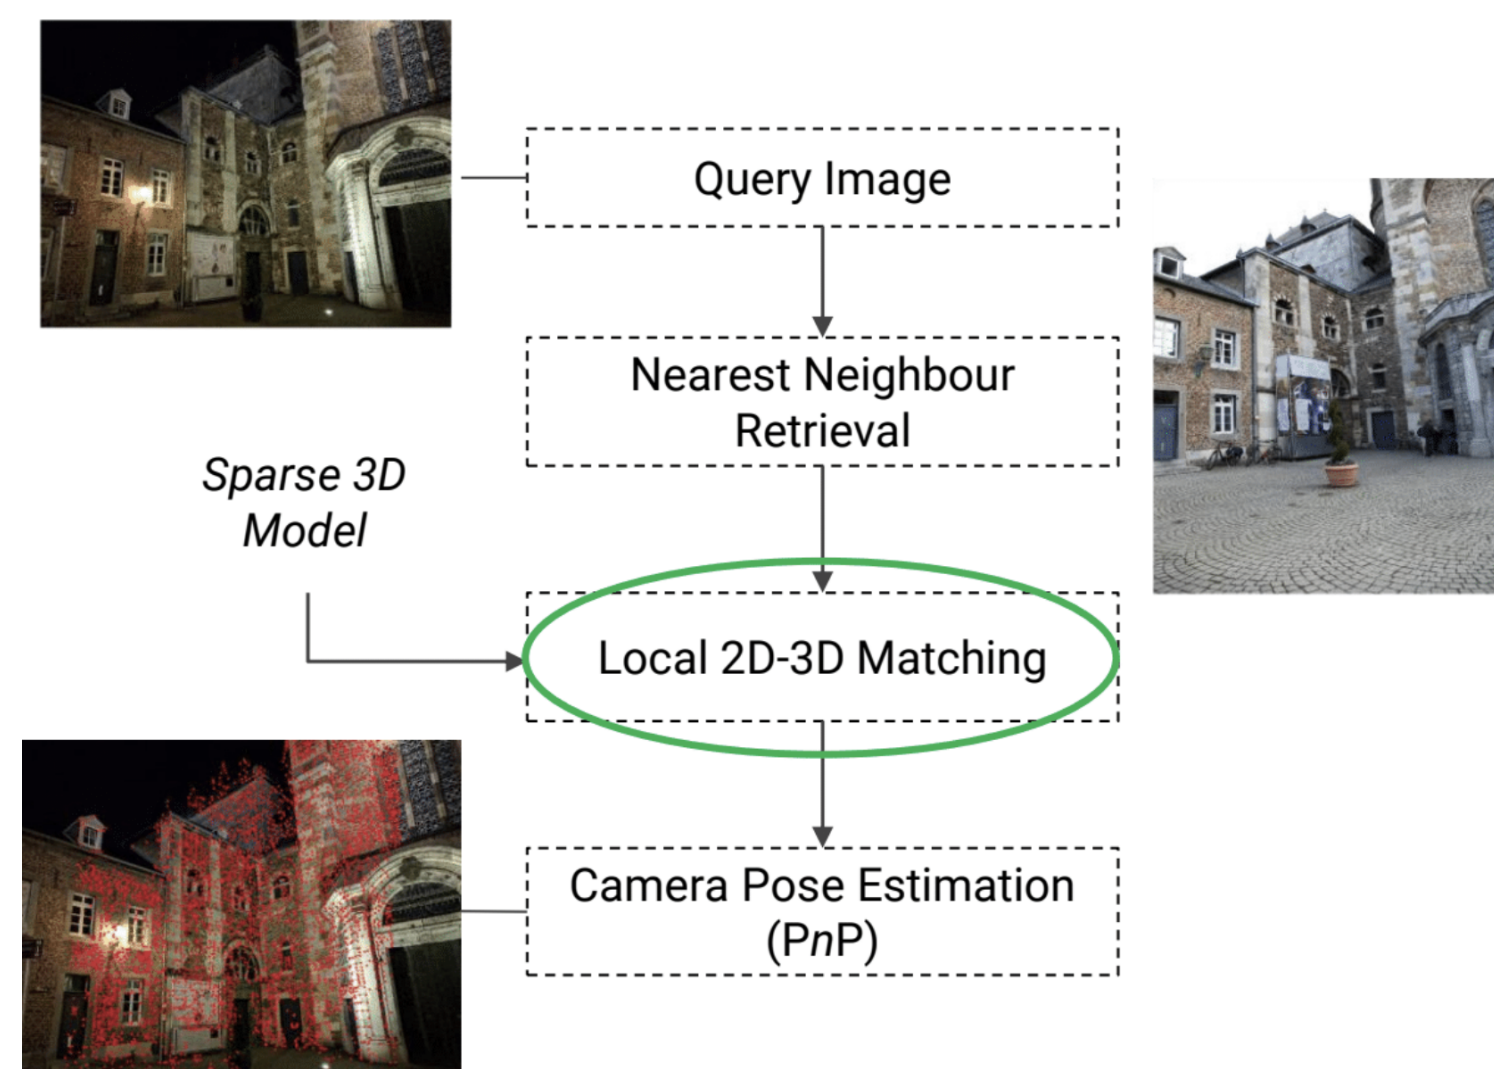 Query Image
Nearest Neighbour
Retrieval
Sparse 3D
Model
Local 2D-3D Matching
Camera Pose Estimation
(PnP)